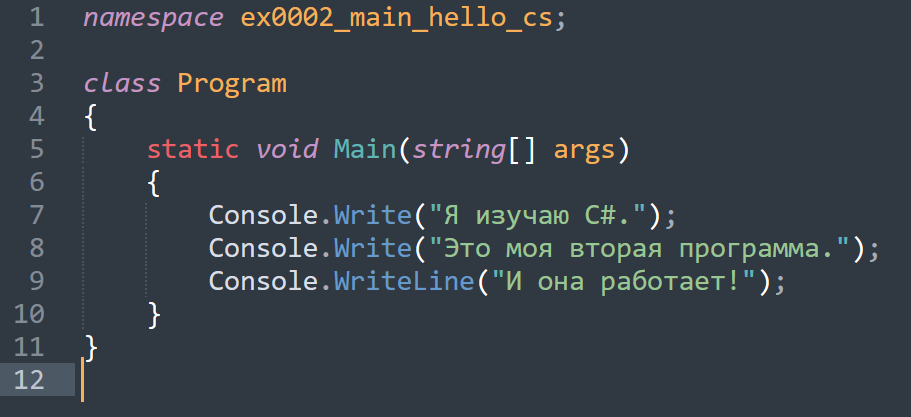 1 namespace ex0002_main_hello_cs;
2
3 class Program
4 {
5     static void Main(string[] args)
6     {
7         Console.Write("Я изучаю C#.");
8         Console.Write("Это моя вторая программа.");
9         Console.WriteLine("И она работает!");
10     }
11 }
12